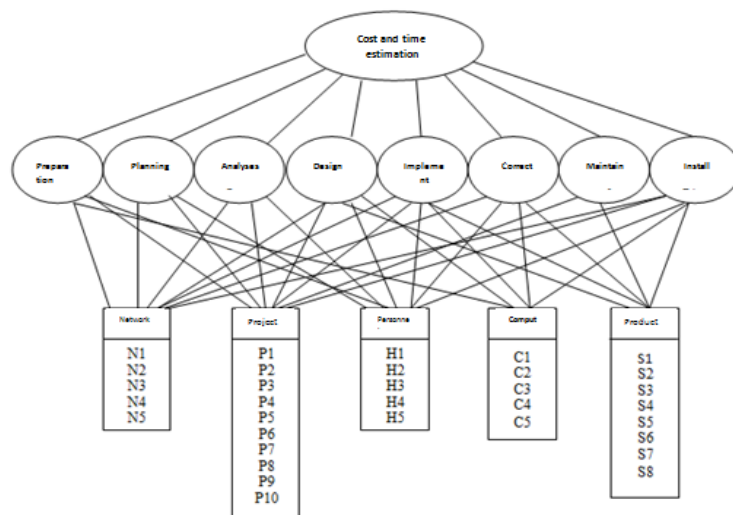 Cost and time
estimation
Prepara
tion
Planning
Analyses
Design
Impleme
nt
Correct
Maintain
Install
Network
Project
Personne
Comput
Product
N1
N2
N3
N4
N5
P1
P2
P3
P4
P5
P6
P7
P8
P9
P10
H1
H2
H3
H4
H5
C1
C2
C3
C4
C5
S1
S2
S3
S4
S5
S6
S7
S8